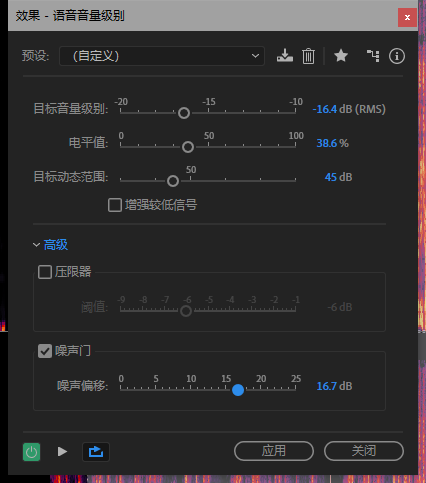 效果 - 语音音量级别
预设: (自定义)
目标音量级别: -20 -15 -10 -16.4 dB (RMS)
电平值: 0 50 100 38.6 %
目标动态范围: 50 45 dB
增强较低信号
高级
压限器
阈值: -9 -8 -7 -6 -5 -4 -3 -2 -1 -6 dB
噪声门
噪声偏移: 0 5 10 15 20 25 16.7 dB
应用 关闭